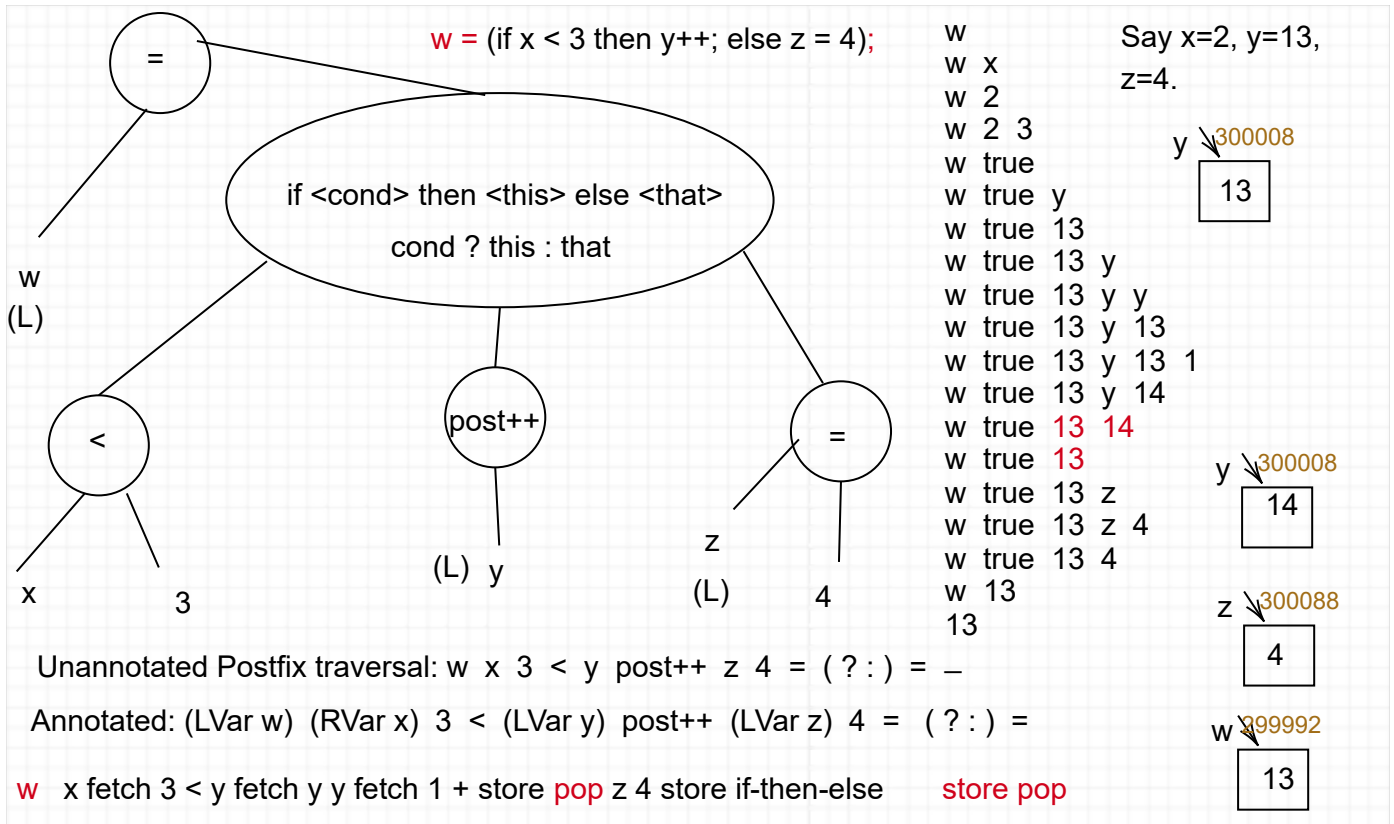 w = (if x < 3 then y++; else z = 4);
=
if <cond> then <this> else <that>
cond ? this : that
w
(L)
<
post++
=
x
3
(L) y
z
(L)
4
w
w x
w 2
w 2 3
w true
w true y
w true 13
w true 13 y
w true 13 y y
w true 13 y 13
w true 13 y 13 1
w true 13 y 14
w true 13 14
w true 13
w true 13 z
w true 13 z 4
w true 13 4
w 13
13
Say x=2, y=13,
z=4.
y 300008
13
y 300008
14
z 300088
4
w 299992
13
Unannotated Postfix traversal: w x 3 < y post++ z 4 = ( ? : ) = _
Annotated: (LVar w) (RVar x) 3 < (LVar y) post++ (LVar z) 4 = ( ? : ) =
w x fetch 3 < y fetch y y fetch 1 + store pop z 4 store if-then-else store pop